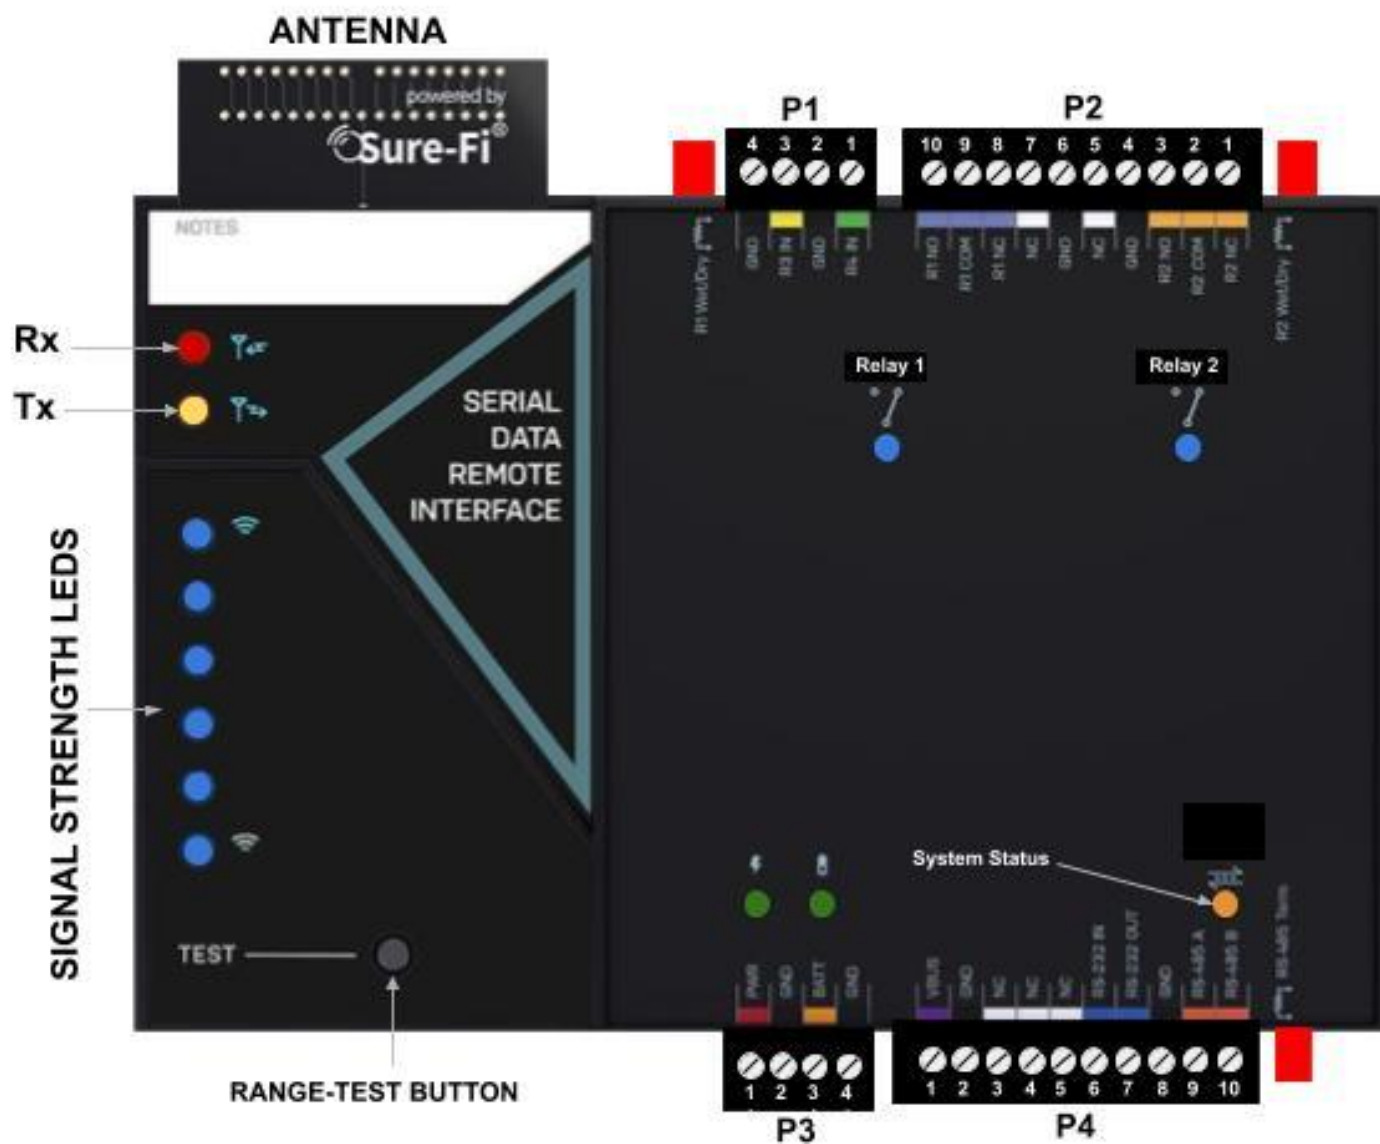 ANTENNA
powered by
Sure-Fi®
P1
P2
4 3 2 1
10 9 8 7 6 5 4 3 2 1
NOTES
R1 Wet/Dry
GND
R3 IN
GND
R4 IN
R1 NO
R1 COM
R1 NC
NC
GND
NC
GND
R2 NO
R2 COM
R2 NC
R2 Wet/Dry
Rx
Tx
Relay 1
Relay 2
SERIAL
DATA
REMOTE
INTERFACE
SIGNAL STRENGTH LEDS
System Status
TEST
PWR
GND
BATT
GND
VBUS
GND
NC
NC
NC
RS-232 IN
RS-232 OUT
GND
RS-485 A
RS-485 B
RS-485 Term
1 2 3 4
1 2 3 4 5 6 7 8 9 10
RANGE-TEST BUTTON
P3
P4